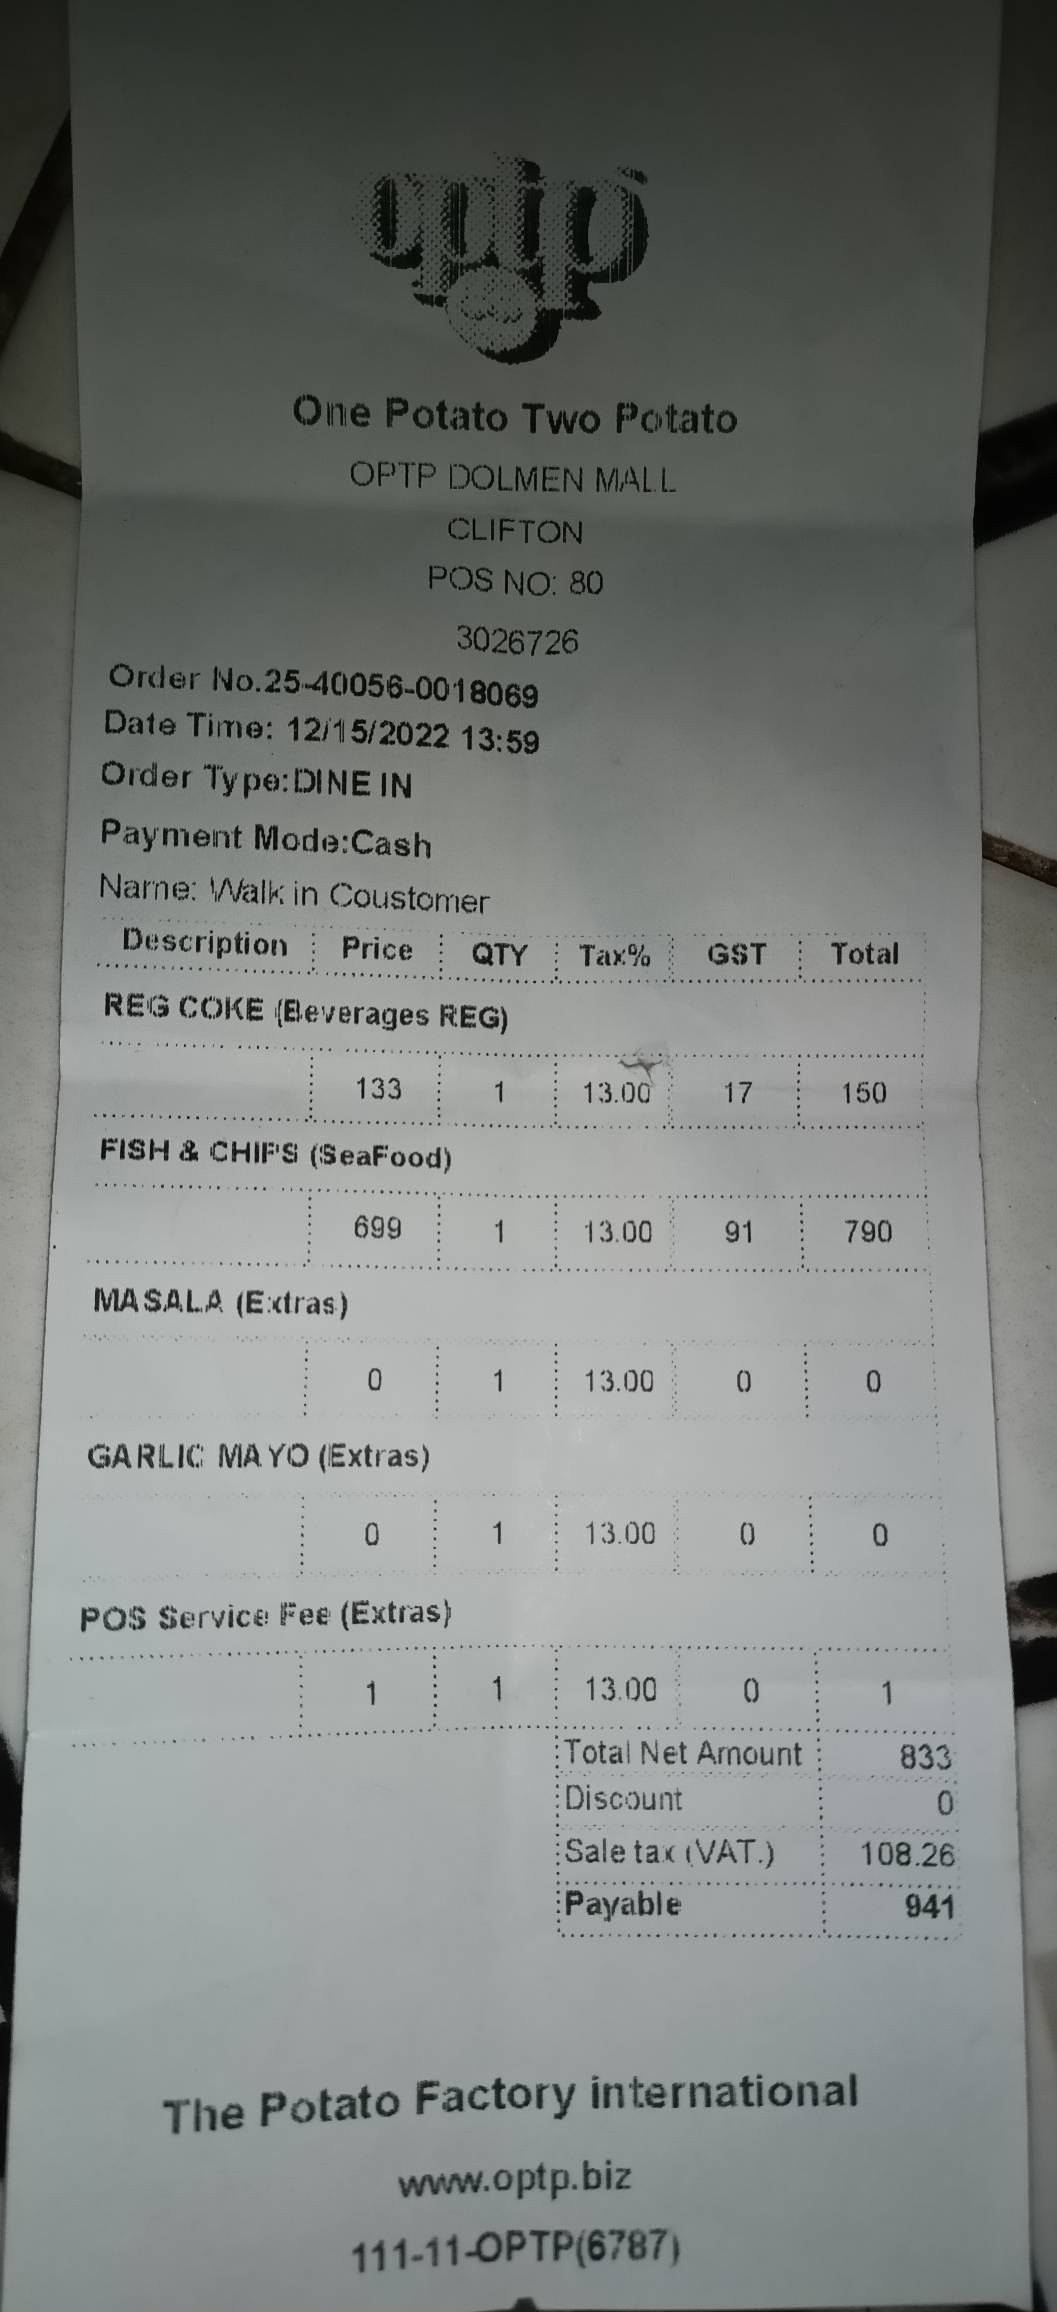 optp
One Potato Two Potato
OPTP DOLMEN MALL
CLIFTON
POS NO: 80
3026726
Order No.25-40056-0018069
Date Time: 12/15/2022 13:59
Order Type:DINE IN
Payment Mode:Cash
Name: Walk in Coustomer
Description Price QTY Tax% GST Total
REG COKE (Beverages REG)
133 1 13.00 17 150
FISH & CHIPS (SeaFood)
699 1 13.00 91 790
MASALA (Extras)
0 1 13.00 0 0
GARLIC MAYO (Extras)
0 1 13.00 0 0
POS Service Fee (Extras)
1 1 13.00 0 1
Total Net Amount 833
Discount 0
Sale tax (VAT.) 108.26
Payable 941
The Potato Factory international
www.optp.biz
111-11-OPTP(6787)